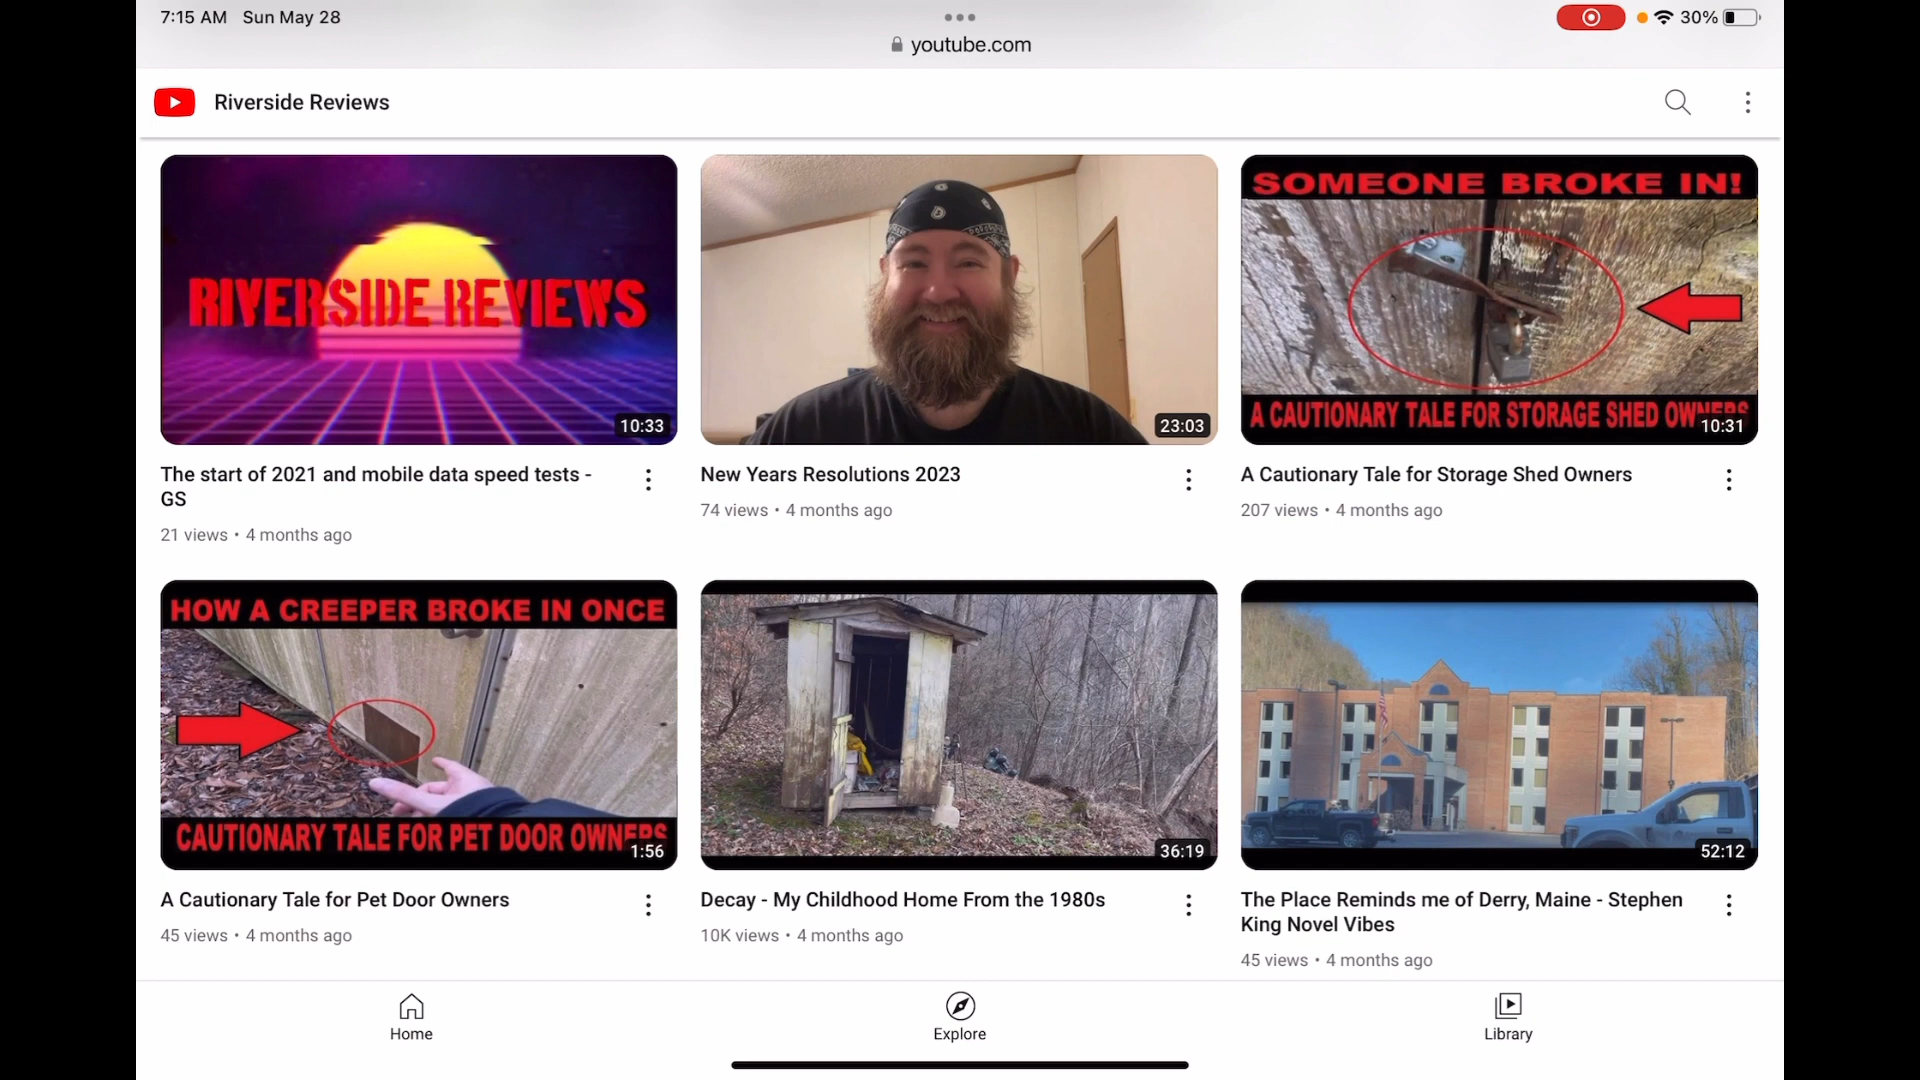 7:15 AM Sun May 28
30%
youtube.com
Riverside Reviews
RIVERSIDE REVIEWS
10:33
23:03
SOMEONE BROKE IN!
A CAUTIONARY TALE FOR STORAGE SHED OWNERS
10:31
The start of 2021 and mobile data speed tests -
GS
21 views • 4 months ago
New Years Resolutions 2023
74 views • 4 months ago
A Cautionary Tale for Storage Shed Owners
207 views • 4 months ago
HOW A CREEPER BROKE IN ONCE
CAUTIONARY TALE FOR PET DOOR OWNERS
1:56
36:19
52:12
A Cautionary Tale for Pet Door Owners
45 views • 4 months ago
Decay - My Childhood Home From the 1980s
10K views • 4 months ago
The Place Reminds me of Derry, Maine - Stephen
King Novel Vibes
45 views • 4 months ago
Home
Explore
Library